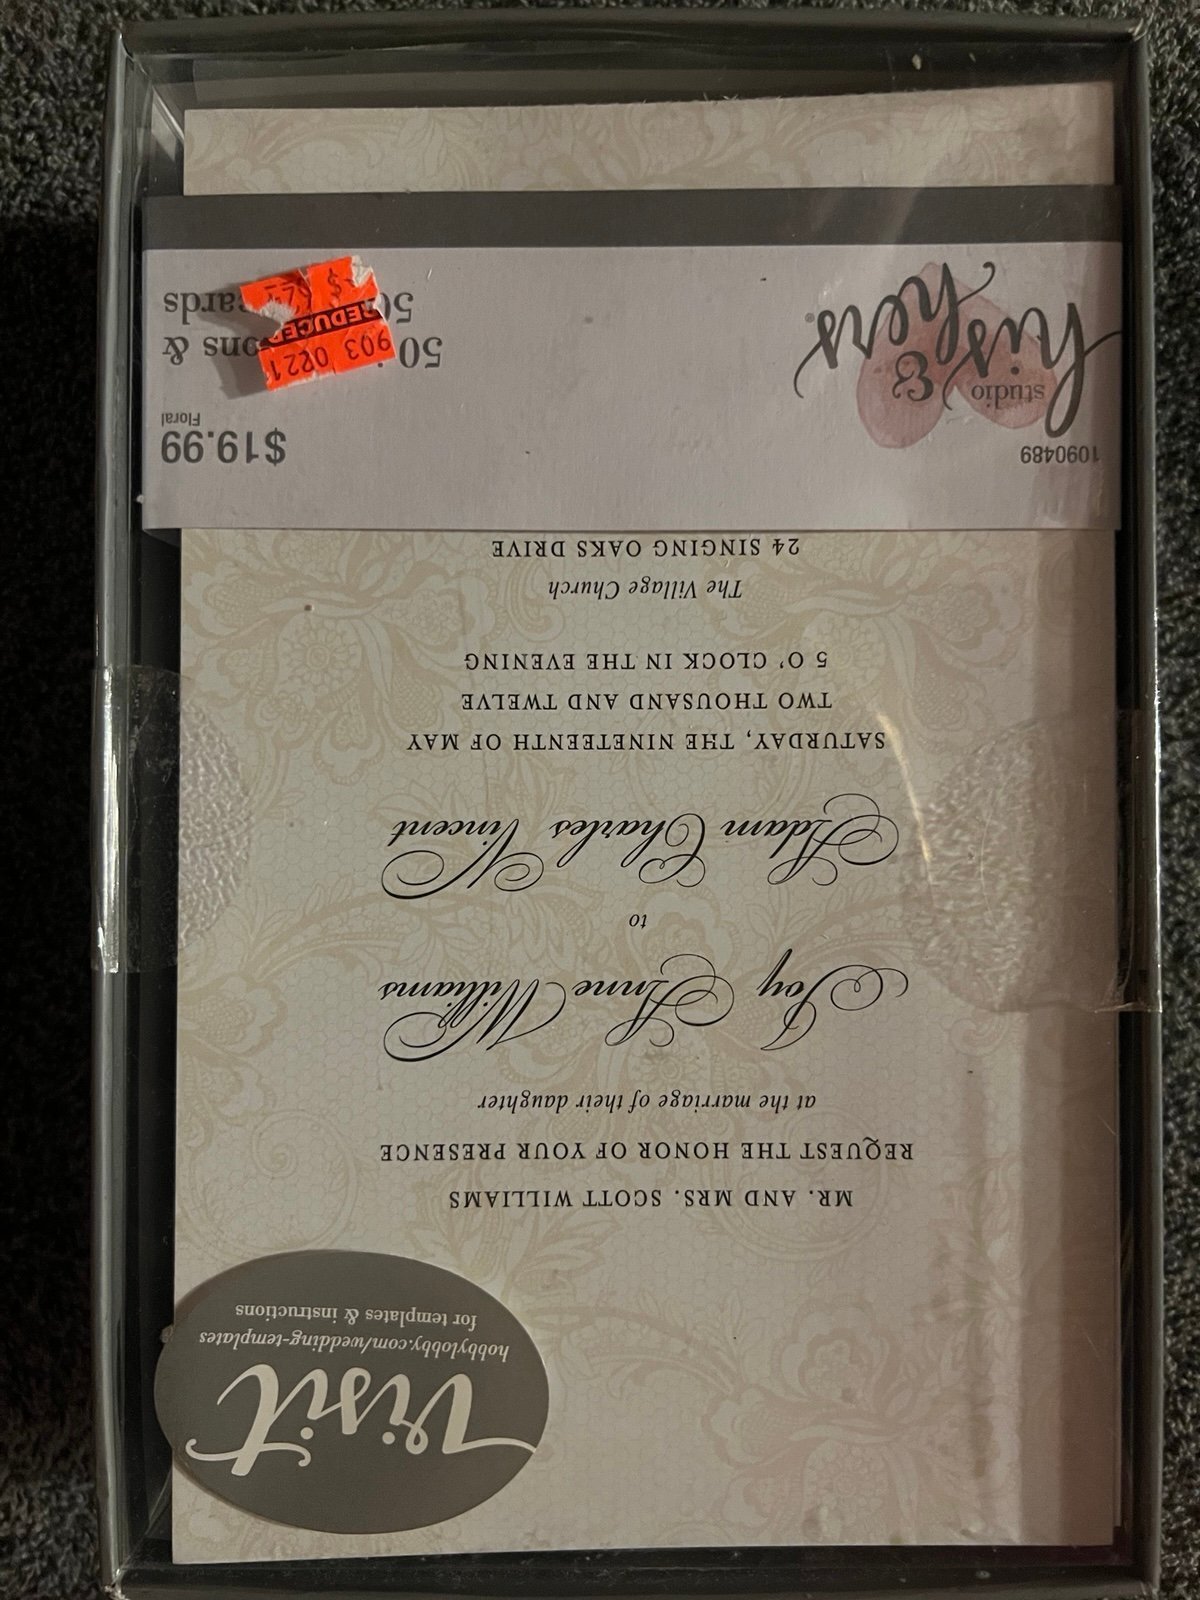 Visit
hobbylobby.com/wedding-templates
for templates & instructions
MR. AND MRS. SCOTT WILLIAMS
REQUEST THE HONOR OF YOUR PRESENCE
at the marriage of their daughter
Joy Anne Williams
to
Adam Charles Vincent
SATURDAY, THE NINETEENTH OF MAY
TWO THOUSAND AND TWELVE
5 O' CLOCK IN THE EVENING
The Village Church
24 SINGING OAKS DRIVE
1090489
$19.99
Floral
studio
his & hers®
50 &
50
903 0221
REDUCED